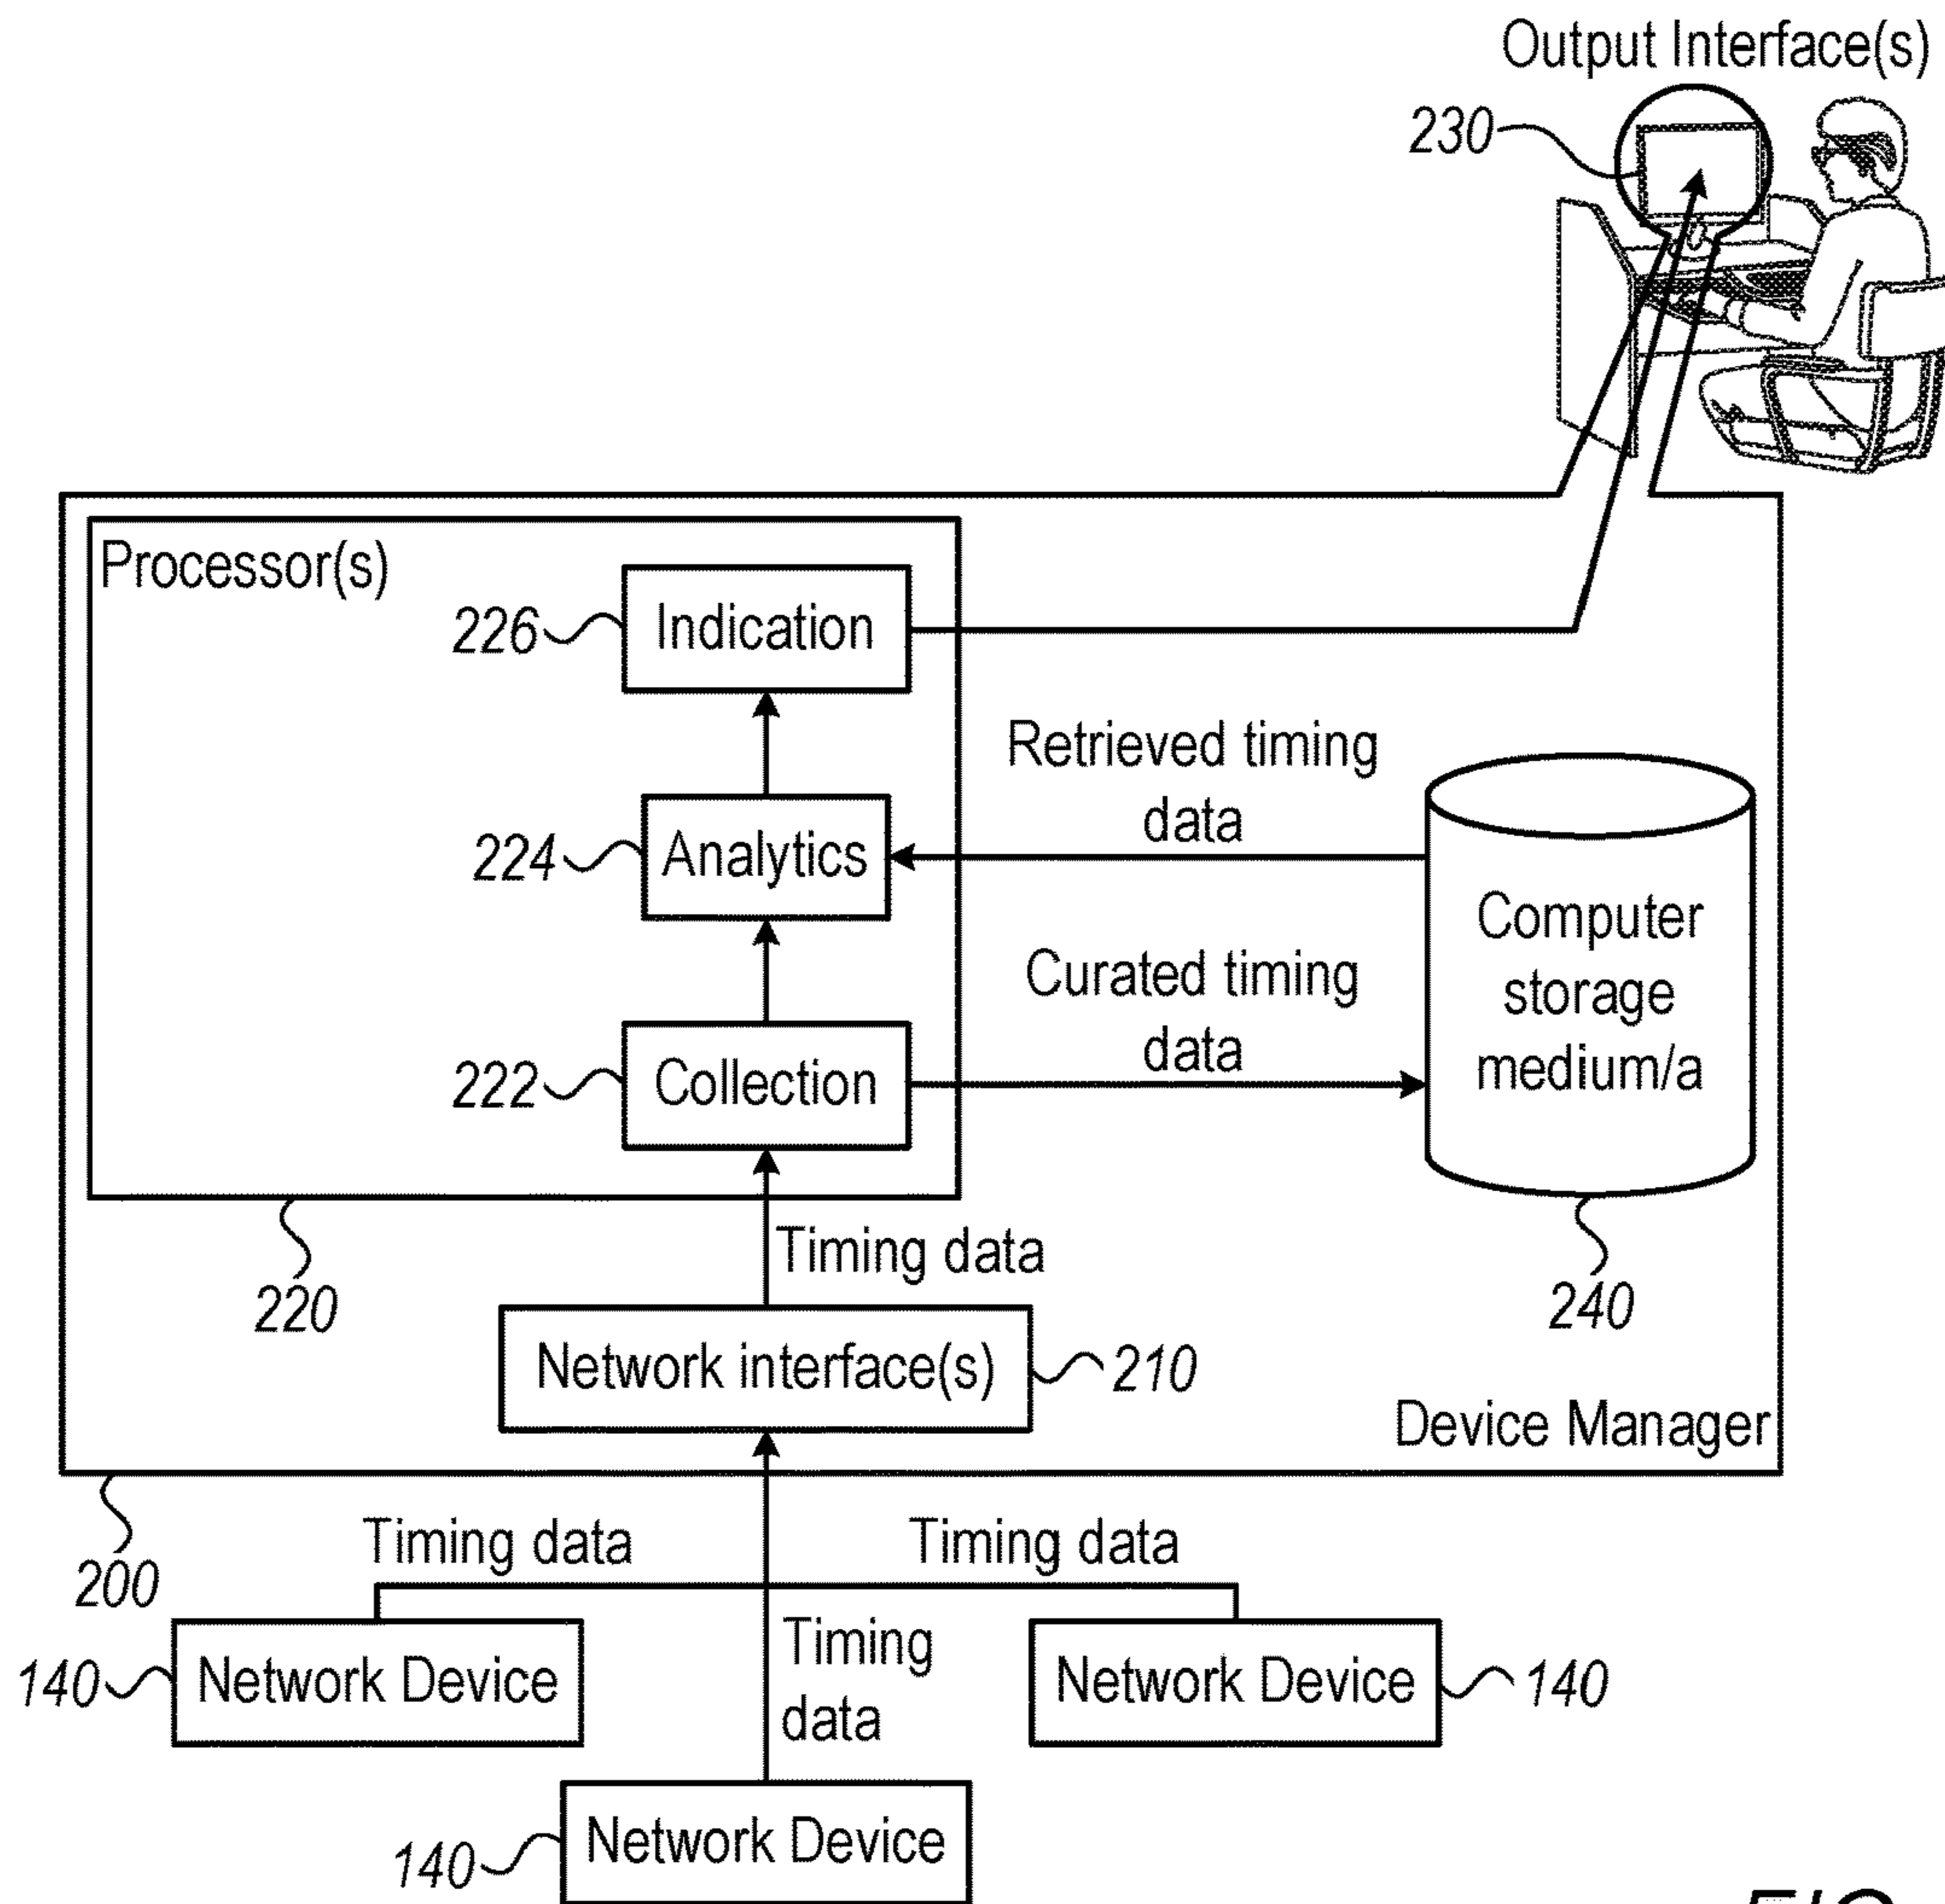 Output Interface(s)
230
Processor(s)
226
Indication
Retrieved timing
data
224
Analytics
Computer
storage
medium/a
Curated timing
data
222
Collection
Timing data
220
240
Network interface(s)
210
Device Manager
200
Timing data
Timing data
Timing
data
140
Network Device
Network Device
140
140
Network Device